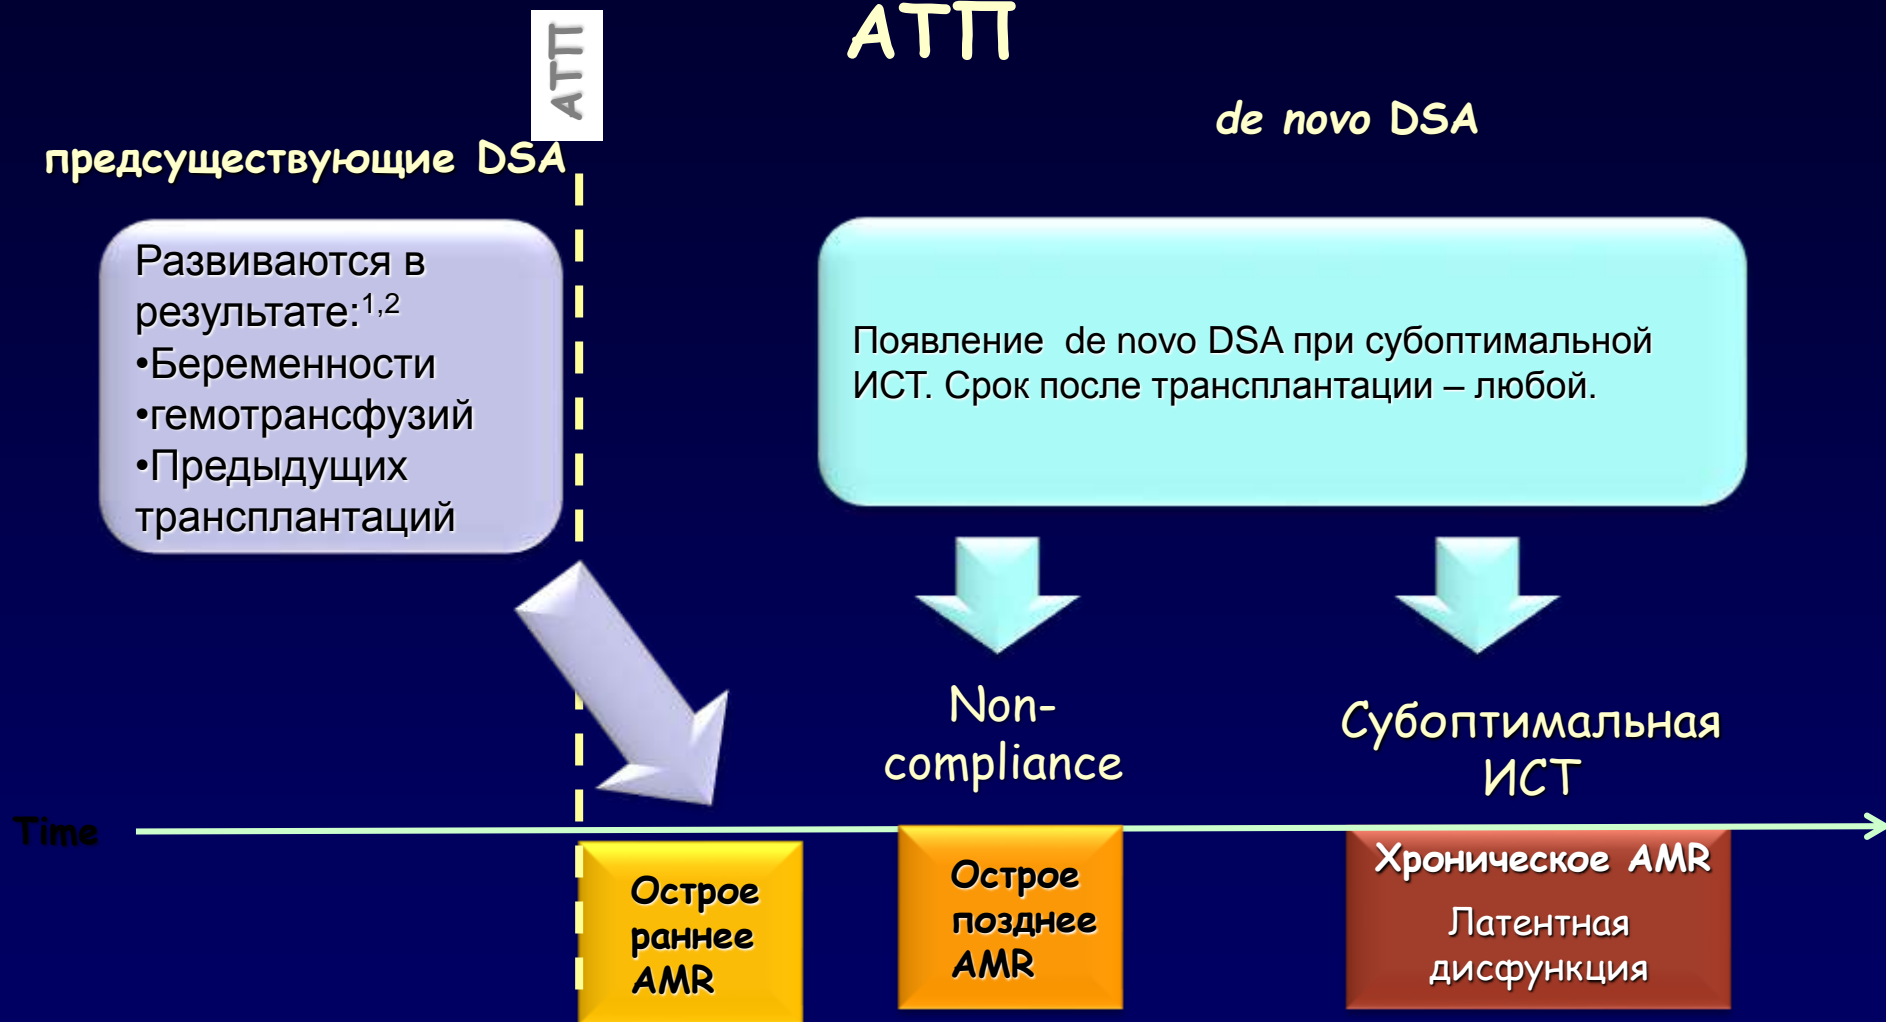 АТП
АТП
de novo DSA
предсуществующие DSA
Развиваются в
результате:1,2
•Беременности
•гемотрансфузий
•Предыдущих
трансплантаций
Появление de novo DSA при субоптимальной
ИСТ. Срок после трансплантации – любой.
Non-
compliance
Субоптимальная
ИСТ
Time
Острое
раннее
AMR
Острое
позднее
AMR
Хроническое AMR
Латентная
дисфункция